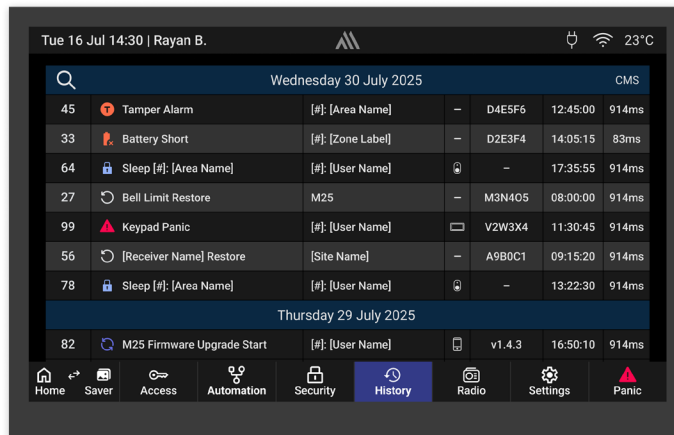 Tue 16 Jul 14:30 | Rayan B. 23°C
Wednesday 30 July 2025 CMS
45 T Tamper Alarm [#]: [Area Name] – D4E5F6 12:45:00 914ms
33 Battery Short [#]: [Zone Label] – D2E3F4 14:05:15 83ms
64 Sleep [#]: [Area Name] [#]: [User Name] – 17:35:55 914ms
27 Bell Limit Restore M25 – M3N4O5 08:00:00 914ms
99 Keypad Panic [#]: [User Name] V2W3X4 11:30:45 914ms
56 [Receiver Name] Restore [Site Name] – A9B0C1 09:15:20 914ms
78 Sleep [#]: [Area Name] [#]: [User Name] – 13:22:30 914ms
Thursday 29 July 2025
82 M25 Firmware Upgrade Start [#]: [User Name] v1.4.3 16:50:10 914ms
Home Saver Access Automation Security History Radio Settings Panic